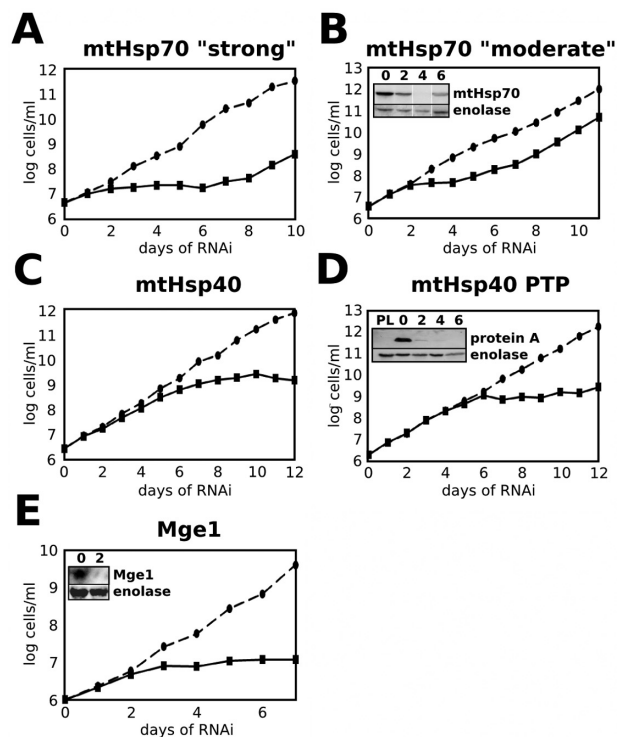 A
mtHsp70 "strong"
12
11
10
9
8
7
6
log cells/ml
0 2 4 6 8 10
days of RNAi
B
mtHsp70 "moderate"
13
12
11
10
9
8
7
6
log cells/ml
0 2 4 6
mtHsp70
enolase
0 2 4 6 8 10
days of RNAi
C
mtHsp40
12
11
10
9
8
7
6
log cells/ml
0 2 4 6 8 10 12
days of RNAi
D
mtHsp40 PTP
13
12
11
10
9
8
7
6
log cells/ml
PL 0 2 4 6
protein A
enolase
0 2 4 6 8 10 12
days of RNAi
E
Mge1
10
9
8
7
6
log cells/ml
0 2
Mge1
enolase
0 2 4 6
days of RNAi